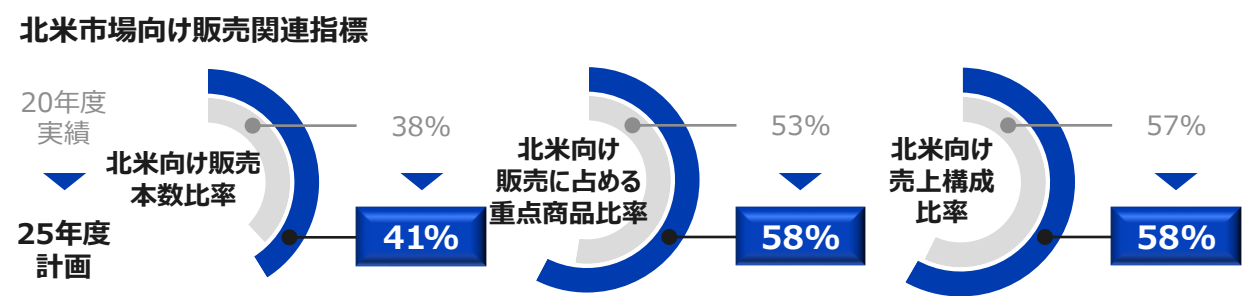 北米市場向け販売関連指標
20年度
実績
25年度
計画
北米向け販売
本数比率
38%
41%
北米向け
販売に占める
重点商品比率
53%
58%
北米向け
売上構成
比率
57%
58%